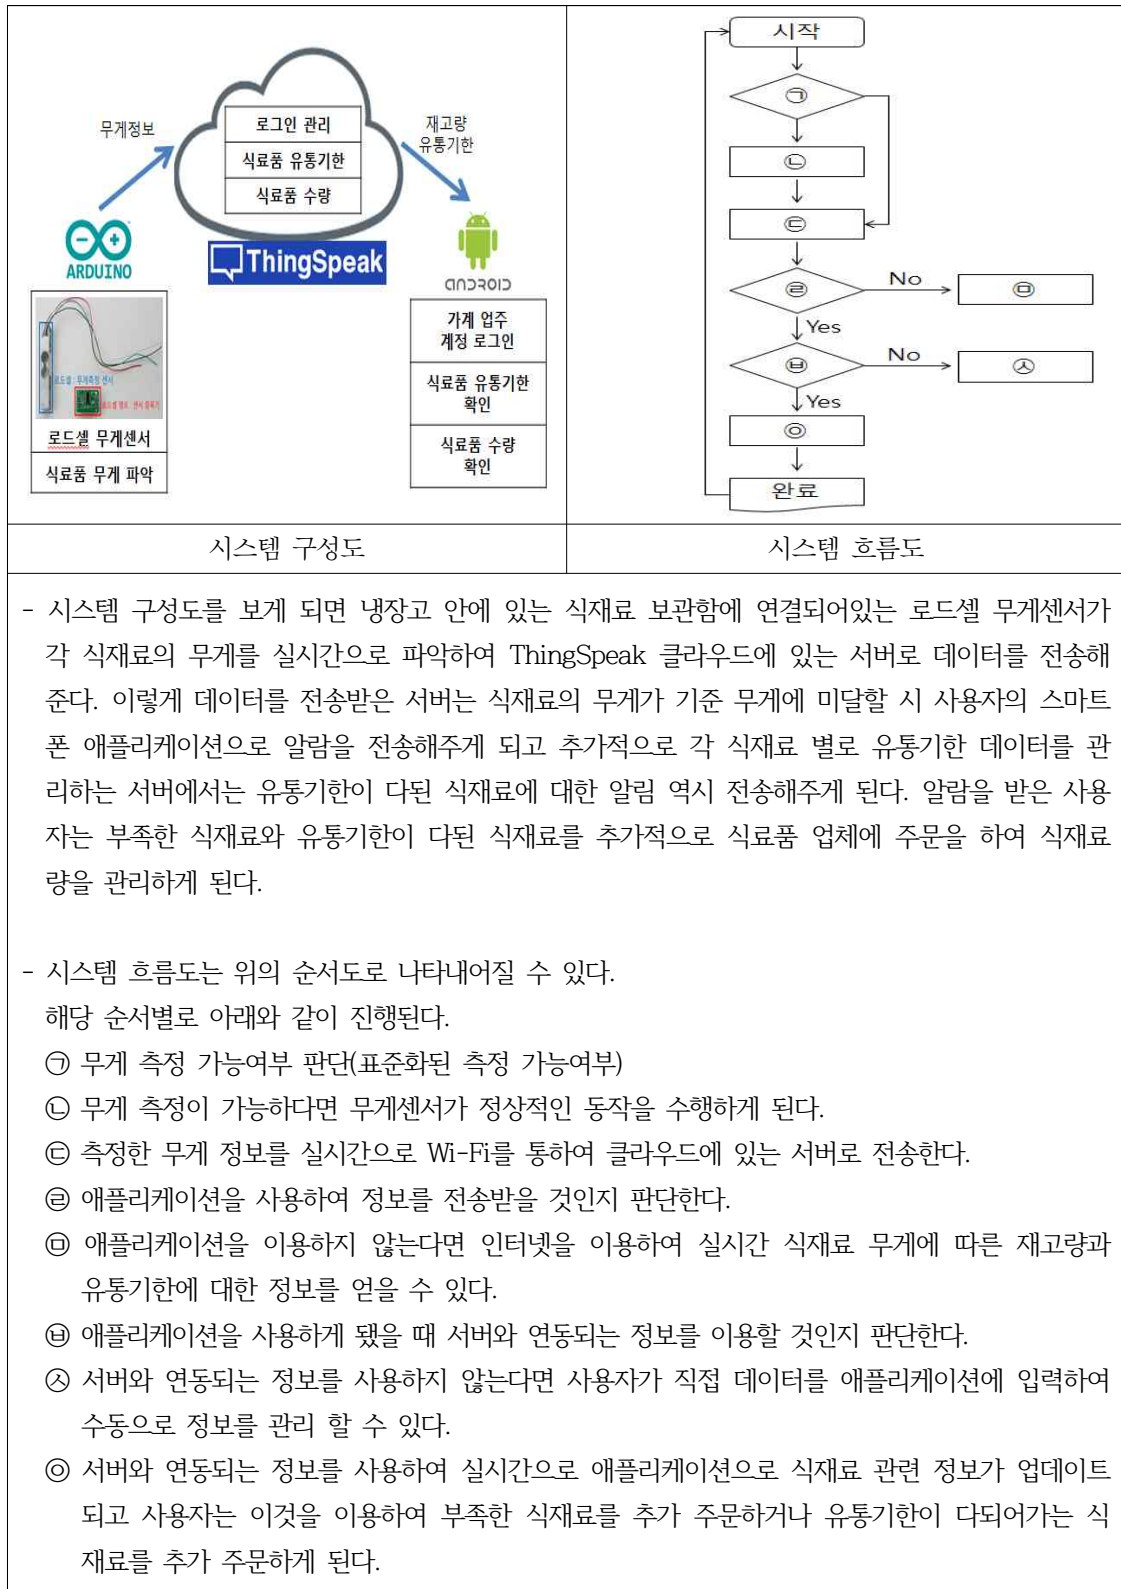 무게정보
로그인 관리
식료품 유통기한
식료품 수량
재고량
유통기한
ARDUINO
ThingSpeak
ANDROID
로드셀 : 무게측정 센서
로드셀 무게센서
식료품 무게 파악
가계 업주
계정 로그인
식료품 유통기한
확인
식료품 수량
확인
시작
㉠
㉡
㉢
㉣
No
㉤
Yes
㉥
No
㉦
Yes
㉧
완료
시스템 구성도
시스템 흐름도
- 시스템 구성도를 보게 되면 냉장고 안에 있는 식재료 보관함에 연결되어있는 로드셀 무게센서가
각 식재료의 무게를 실시간으로 파악하여 ThingSpeak 클라우드에 있는 서버로 데이터를 전송해
준다. 이렇게 데이터를 전송받은 서버는 식재료의 무게가 기준 무게에 미달할 시 사용자의 스마트
폰 애플리케이션으로 알람을 전송해주게 되고 추가적으로 각 식재료 별로 유통기한 데이터를 관
리하는 서버에서는 유통기한이 다된 식재료에 대한 알림 역시 전송해주게 된다. 알람을 받은 사용
자는 부족한 식재료와 유통기한이 다된 식재료를 추가적으로 식료품 업체에 주문을 하여 식재료
량을 관리하게 된다.
- 시스템 흐름도는 위의 순서도로 나타내어질 수 있다.
해당 순서별로 아래와 같이 진행된다.
㉠ 무게 측정 가능여부 판단(표준화된 측정 가능여부)
㉡ 무게 측정이 가능하다면 무게센서가 정상적인 동작을 수행하게 된다.
㉢ 측정한 무게 정보를 실시간으로 Wi-Fi를 통하여 클라우드에 있는 서버로 전송한다.
㉣ 애플리케이션을 사용하여 정보를 전송받을 것인지 판단한다.
㉤ 애플리케이션을 이용하지 않는다면 인터넷을 이용하여 실시간 식재료 무게에 따른 재고량과
유통기한에 대한 정보를 얻을 수 있다.
㉥ 애플리케이션을 사용하게 됐을 때 서버와 연동되는 정보를 이용할 것인지 판단한다.
㉦ 서버와 연동되는 정보를 사용하지 않는다면 사용자가 직접 데이터를 애플리케이션에 입력하여
수동으로 정보를 관리 할 수 있다.
㉧ 서버와 연동되는 정보를 사용하여 실시간으로 애플리케이션으로 식재료 관련 정보가 업데이트
되고 사용자는 이것을 이용하여 부족한 식재료를 추가 주문하거나 유통기한이 다되어가는 식
재료를 추가 주문하게 된다.